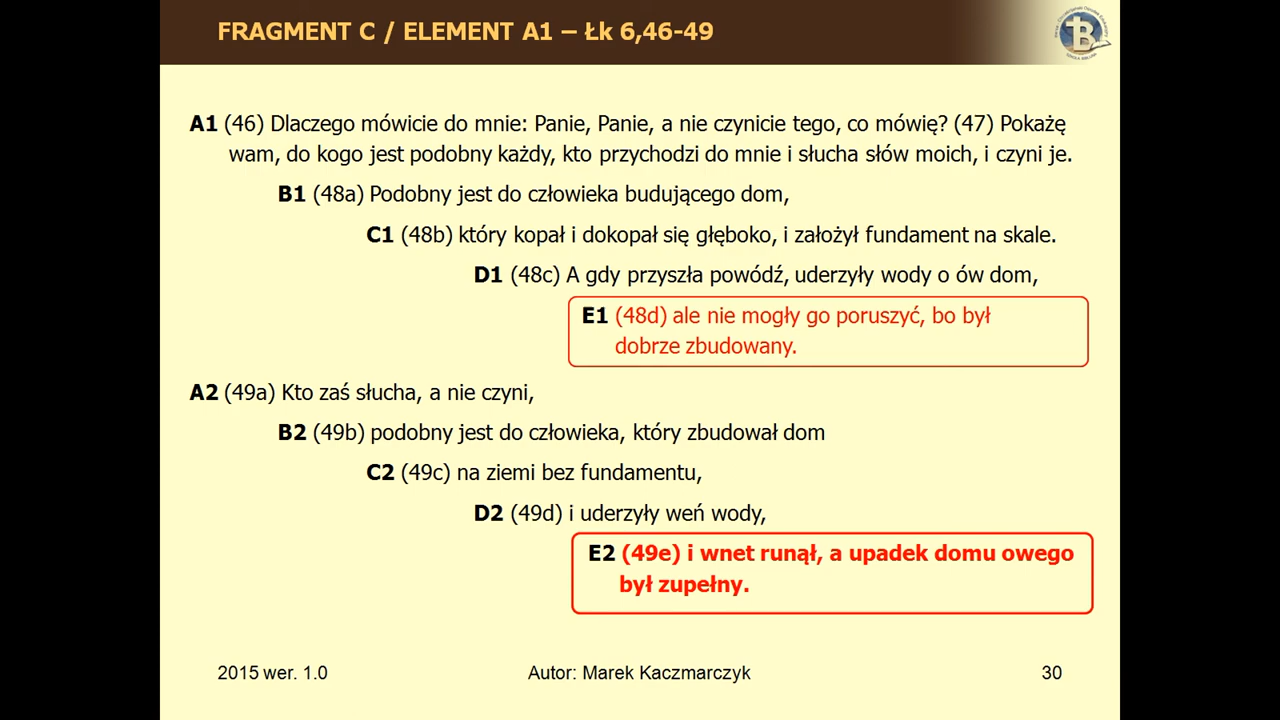 FRAGMENT C / ELEMENT A1 – Łk 6,46-49
A1 (46) Dlaczego mówicie do mnie: Panie, Panie, a nie czynicie tego, co mówię? (47) Pokażę
wam, do kogo jest podobny każdy, kto przychodzi do mnie i słucha słów moich, i czyni je.
B1 (48a) Podobny jest do człowieka budującego dom,
C1 (48b) który kopał i dokopał się głęboko, i założył fundament na skale.
D1 (48c) A gdy przyszła powódź, uderzyły wody o ów dom,
E1 (48d) ale nie mogły go poruszyć, bo był
dobrze zbudowany.
A2 (49a) Kto zaś słucha, a nie czyni,
B2 (49b) podobny jest do człowieka, który zbudował dom
C2 (49c) na ziemi bez fundamentu,
D2 (49d) i uderzyły weń wody,
E2 (49e) i wnet runął, a upadek domu owego
był zupełny.
2015 wer. 1.0
Autor: Marek Kaczmarczyk
30